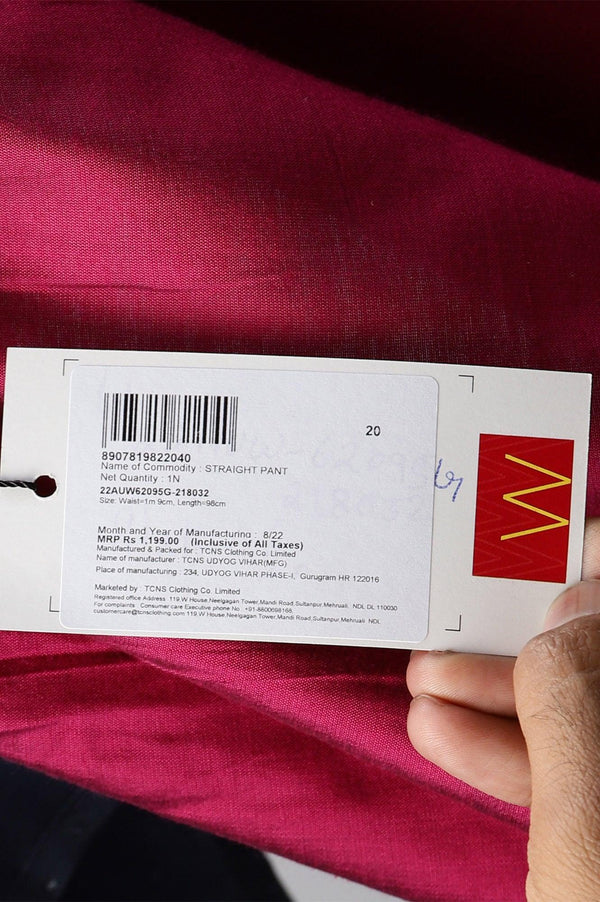 20
8907819822040
Name of Commodity : STRAIGHT PANT
Net Quantity : 1N
22AUW62095G-218032
Size: Waist=1m 9cm, Length=98cm
Month and Year of Manufacturing : 8/22
MRP Rs 1,199.00 (Inclusive of All Taxes)
Manufactured & Packed for : TCNS Clothing Co. Limited
Name of manufacturer : TCNS UDYOG VIHAR(MFG)
Place of manufacturing : 234, UDYOG VIHAR PHASE-I, Gurugram HR 122016
Marketed by : TCNS Clothing Co. Limited
Registered office Address 119,W House,Neelgagan Tower,Mandi Road,Sultanpur,Mehruali, NDL DL 110030
For complaints : Consumer care Executive phone No : +91-8800698168,
customercare@tcnsclothing.com 119,W House,Neelgagan Tower,Mandi Road,Sultanpur,Mehruali NDL
W